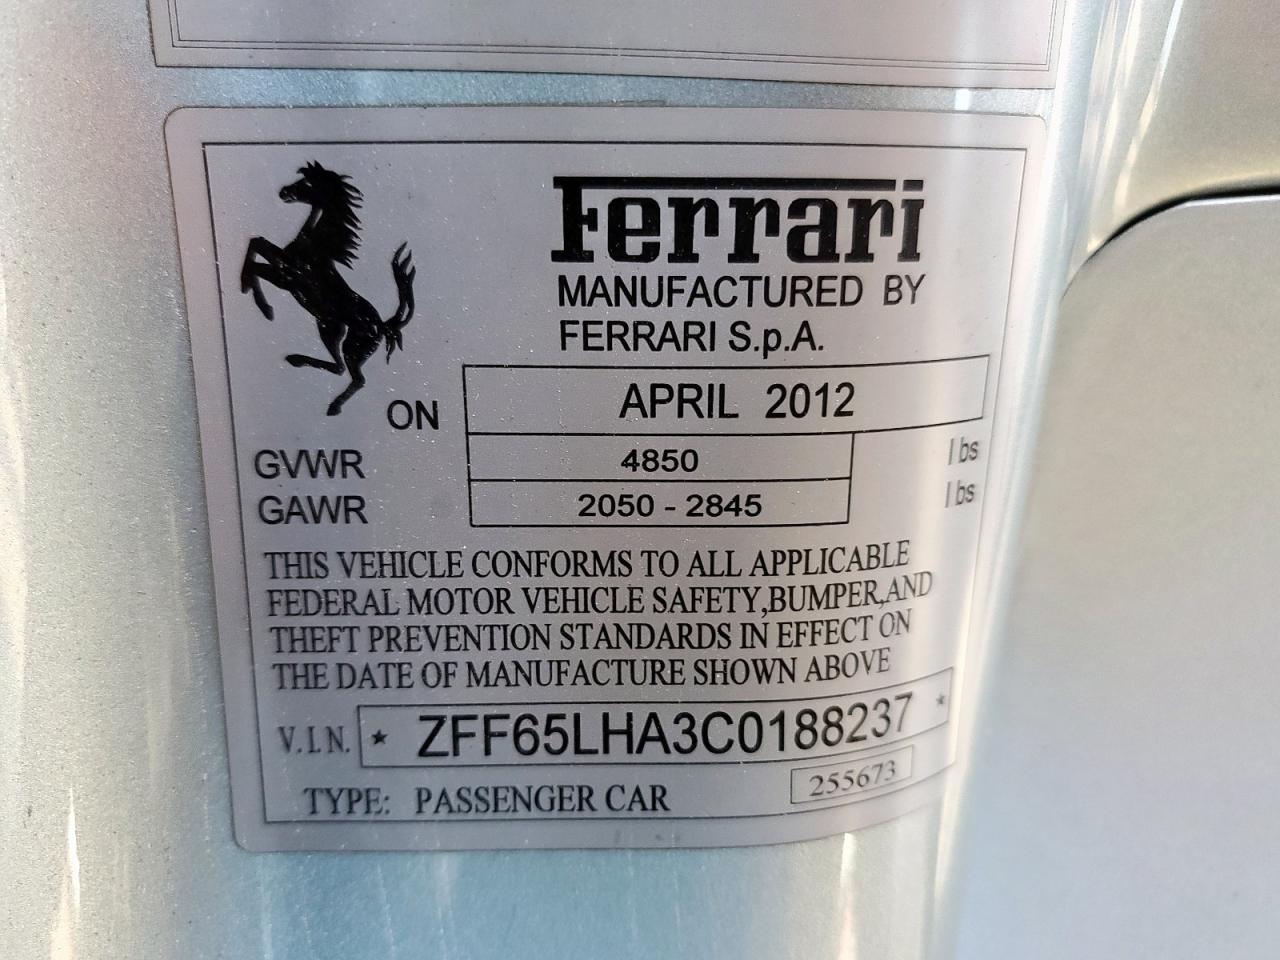 Ferrari
MANUFACTURED BY
FERRARI S.p.A.
ON APRIL 2012
GVWR 4850 lbs
GAWR 2050 - 2845 lbs
THIS VEHICLE CONFORMS TO ALL APPLICABLE
FEDERAL MOTOR VEHICLE SAFETY,BUMPER,AND
THEFT PREVENTION STANDARDS IN EFFECT ON
THE DATE OF MANUFACTURE SHOWN ABOVE
V.I.N. * ZFF65LHA3C0188237 *
255673
TYPE: PASSENGER CAR